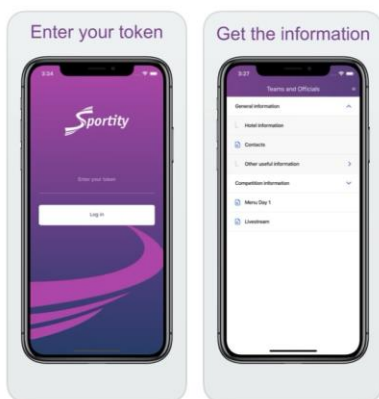 Enter your token
3:34
Sportity
Enter your token
Log in
Get the information
3:27
Teams and Officials
General information
Hotel information
Contacts
Other useful information
Competition information
Menu Day 1
Livestream